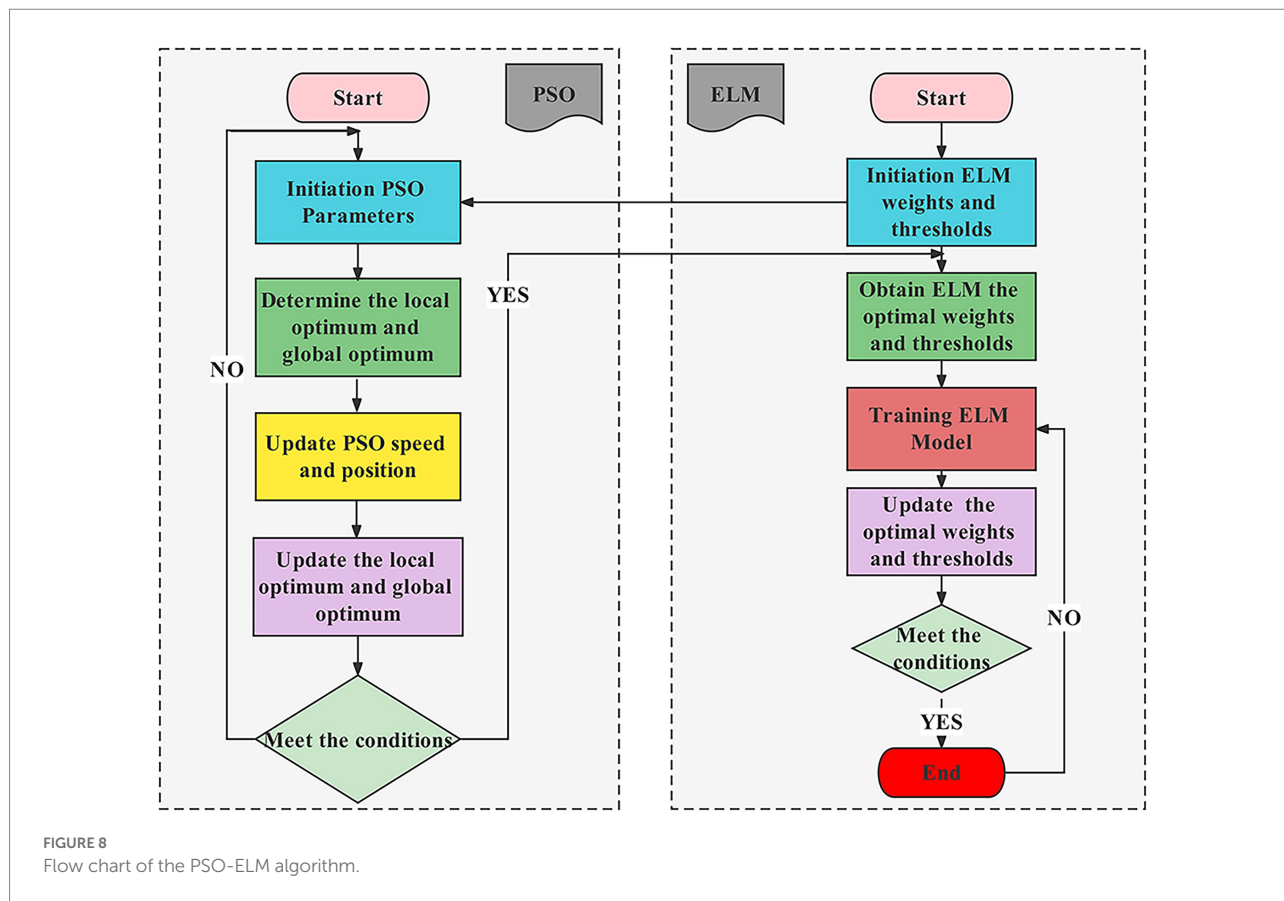 Start
PSO
Initiation PSO
Parameters
Determine the local
optimum and
global optimum
NO
YES
Update PSO speed
and position
Update the local
optimum and global
optimum
Meet the conditions
ELM
Start
Initiation ELM
weights and
thresholds
Obtain ELM the
optimal weights
and thresholds
Training ELM
Model
Update the
optimal weights
and thresholds
Meet the
conditions
NO
YES
End
FIGURE 8
Flow chart of the PSO-ELM algorithm.